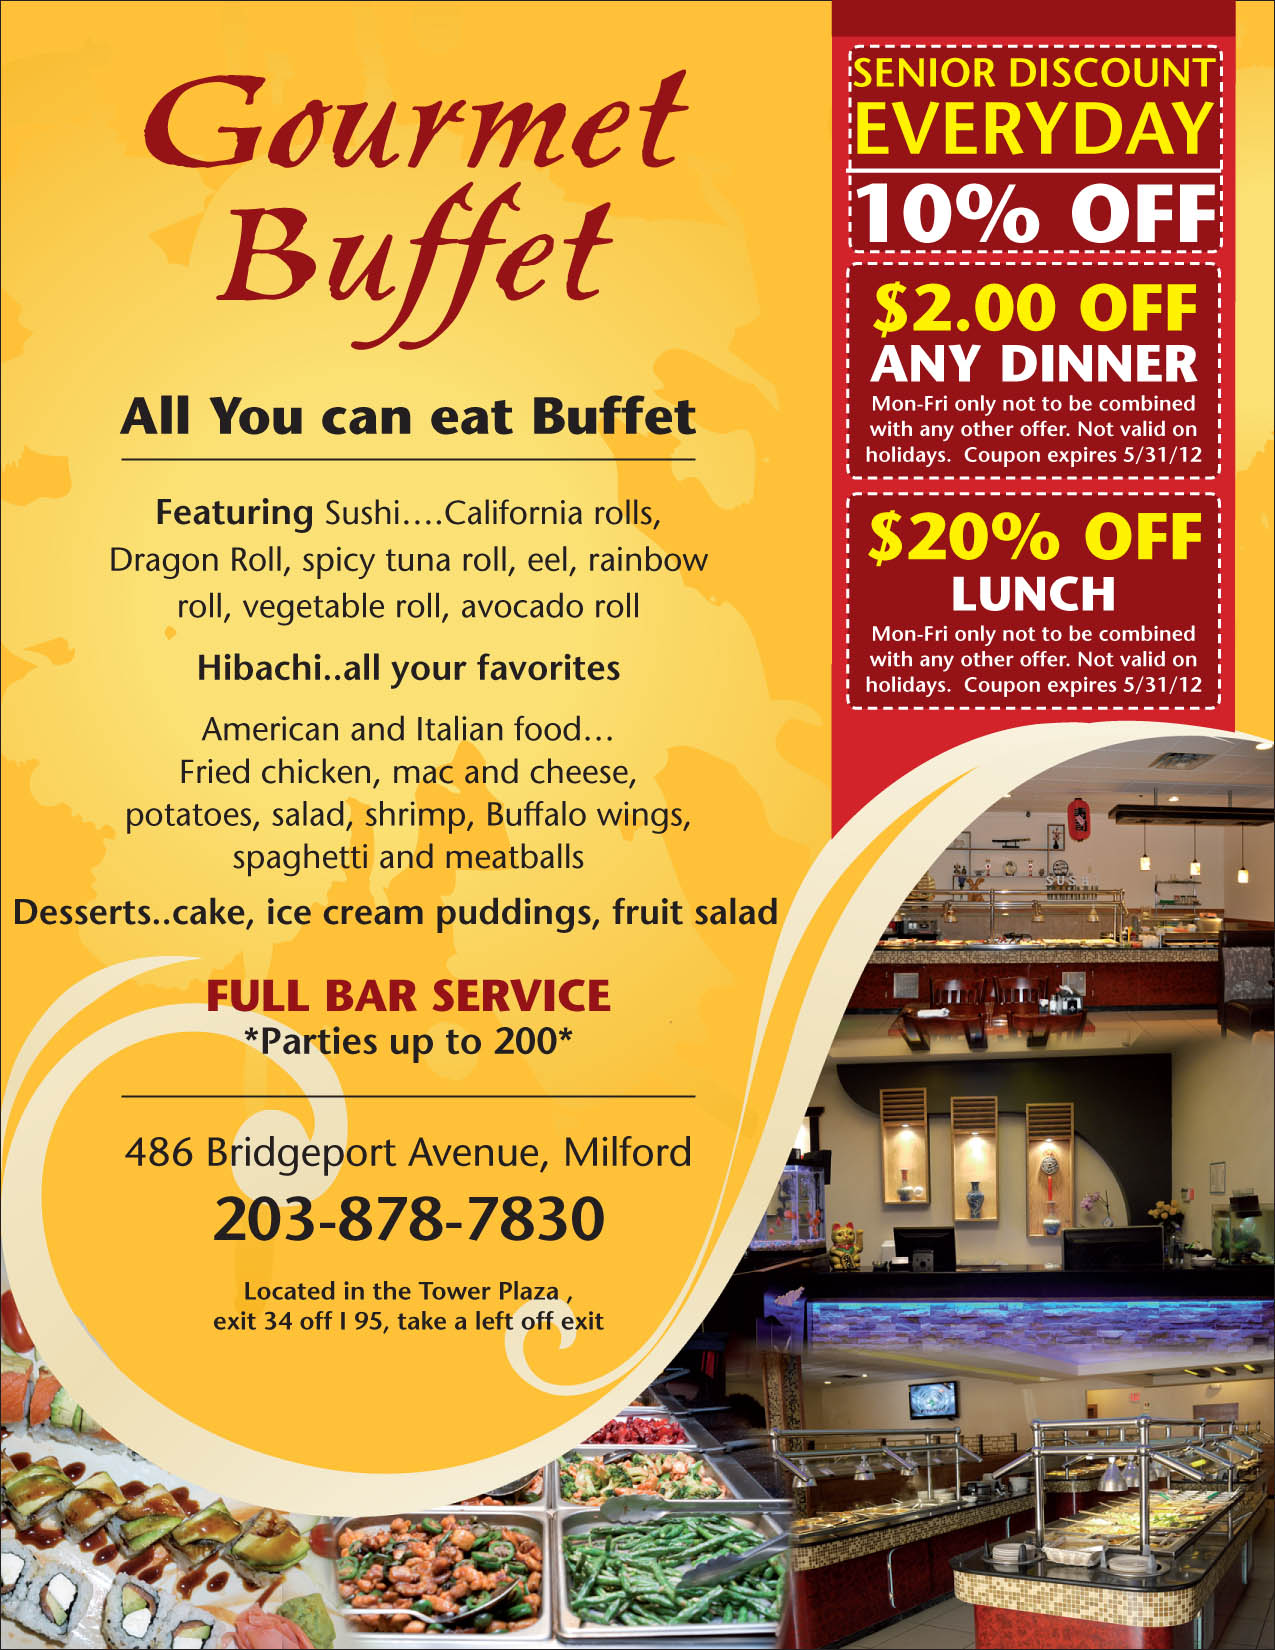 Gourmet
Buffet
All You can eat Buffet
Featuring Sushi....California rolls,
Dragon Roll, spicy tuna roll, eel, rainbow
roll, vegetable roll, avocado roll
Hibachi..all your favorites
American and Italian food...
Fried chicken, mac and cheese,
potatoes, salad, shrimp, Buffalo wings,
spaghetti and meatballs
Desserts..cake, ice cream puddings, fruit salad
FULL BAR SERVICE
*Parties up to 200*
486 Bridgeport Avenue, Milford
203-878-7830
Located in the Tower Plaza ,
exit 34 off I 95, take a left off exit
SENIOR DISCOUNT
EVERYDAY
10% OFF
$2.00 OFF
ANY DINNER
Mon-Fri only not to be combined
with any other offer. Not valid on
holidays.  Coupon expires 5/31/12
$20% OFF
LUNCH
Mon-Fri only not to be combined
with any other offer. Not valid on
holidays.  Coupon expires 5/31/12
SUSHI